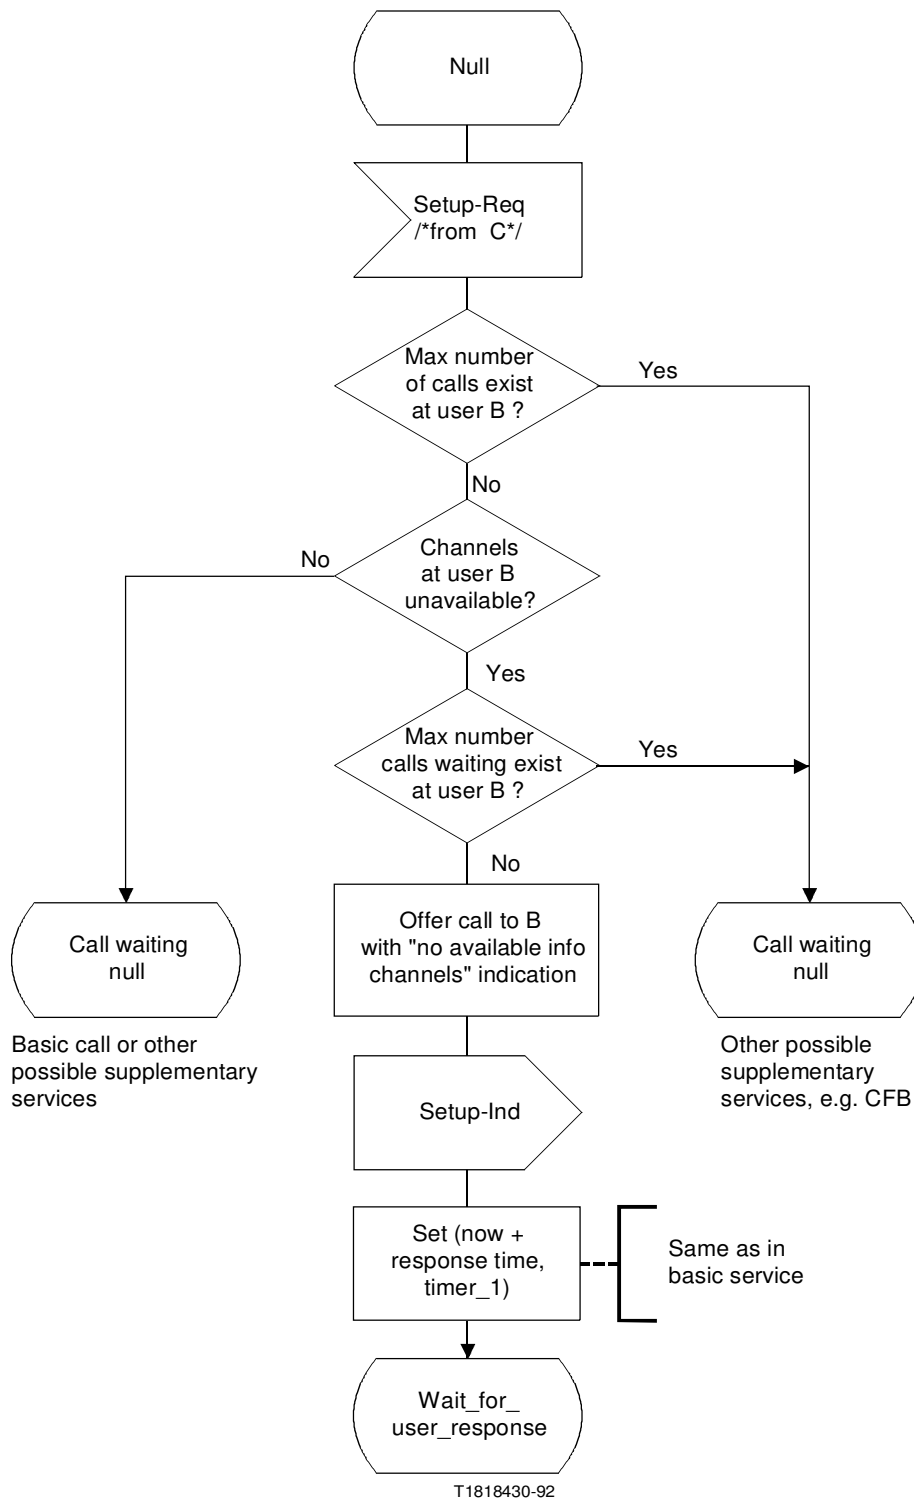 Null
Setup-Req
/*from C*/
Max number
of calls exist
at user B ?
Yes
No
Channels
at user B
unavailable?
No
Yes
Max number
calls waiting exist
at user B ?
Yes
No
Call waiting
null
Offer call to B
with "no available info
channels" indication
Call waiting
null
Basic call or other
possible supplementary
services
Other possible
supplementary
services, e.g. CFB
Setup-Ind
Set (now +
response time,
timer_1)
Same as in
basic service
Wait_for_
user_response
T1818430-92